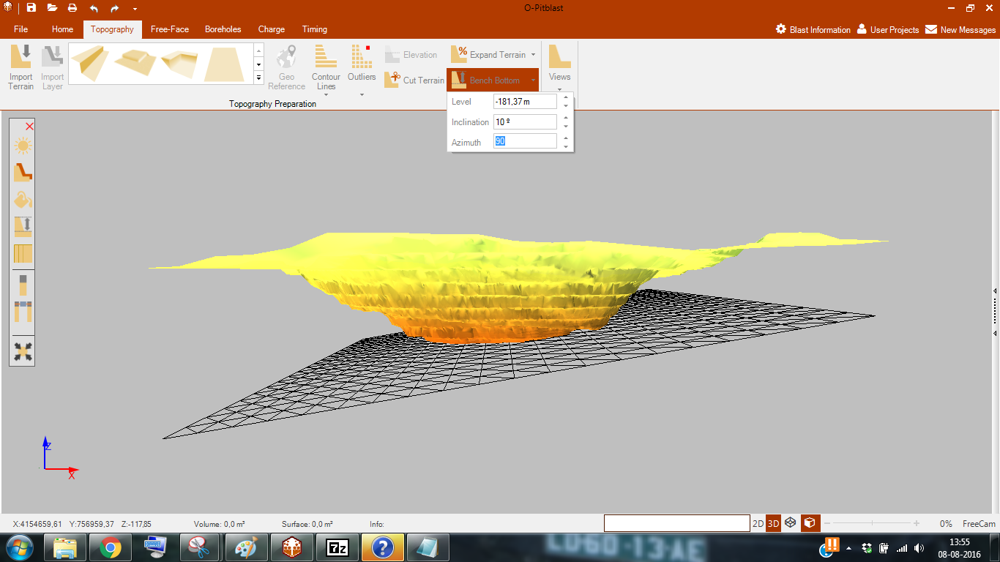 O-Pitblast
File Home Topography Free-Face Boreholes Charge Timing Blast Information User Projects New Messages
Import Terrain
Import Layer
Geo Reference
Contour Lines
Outliers
Elevation
Cut Terrain
Expand Terrain
Bench Bottom
Views
Topography Preparation
Level -181,37 m
Inclination 10 º
Azimuth 90
Z
X
X:4154659,61 Y:756959,37 Z:-117,85 Volume: 0,0 m³ Surface: 0,0 m² Info: 2D 3D 0% FreeCam
7z
13:55
08-08-2016